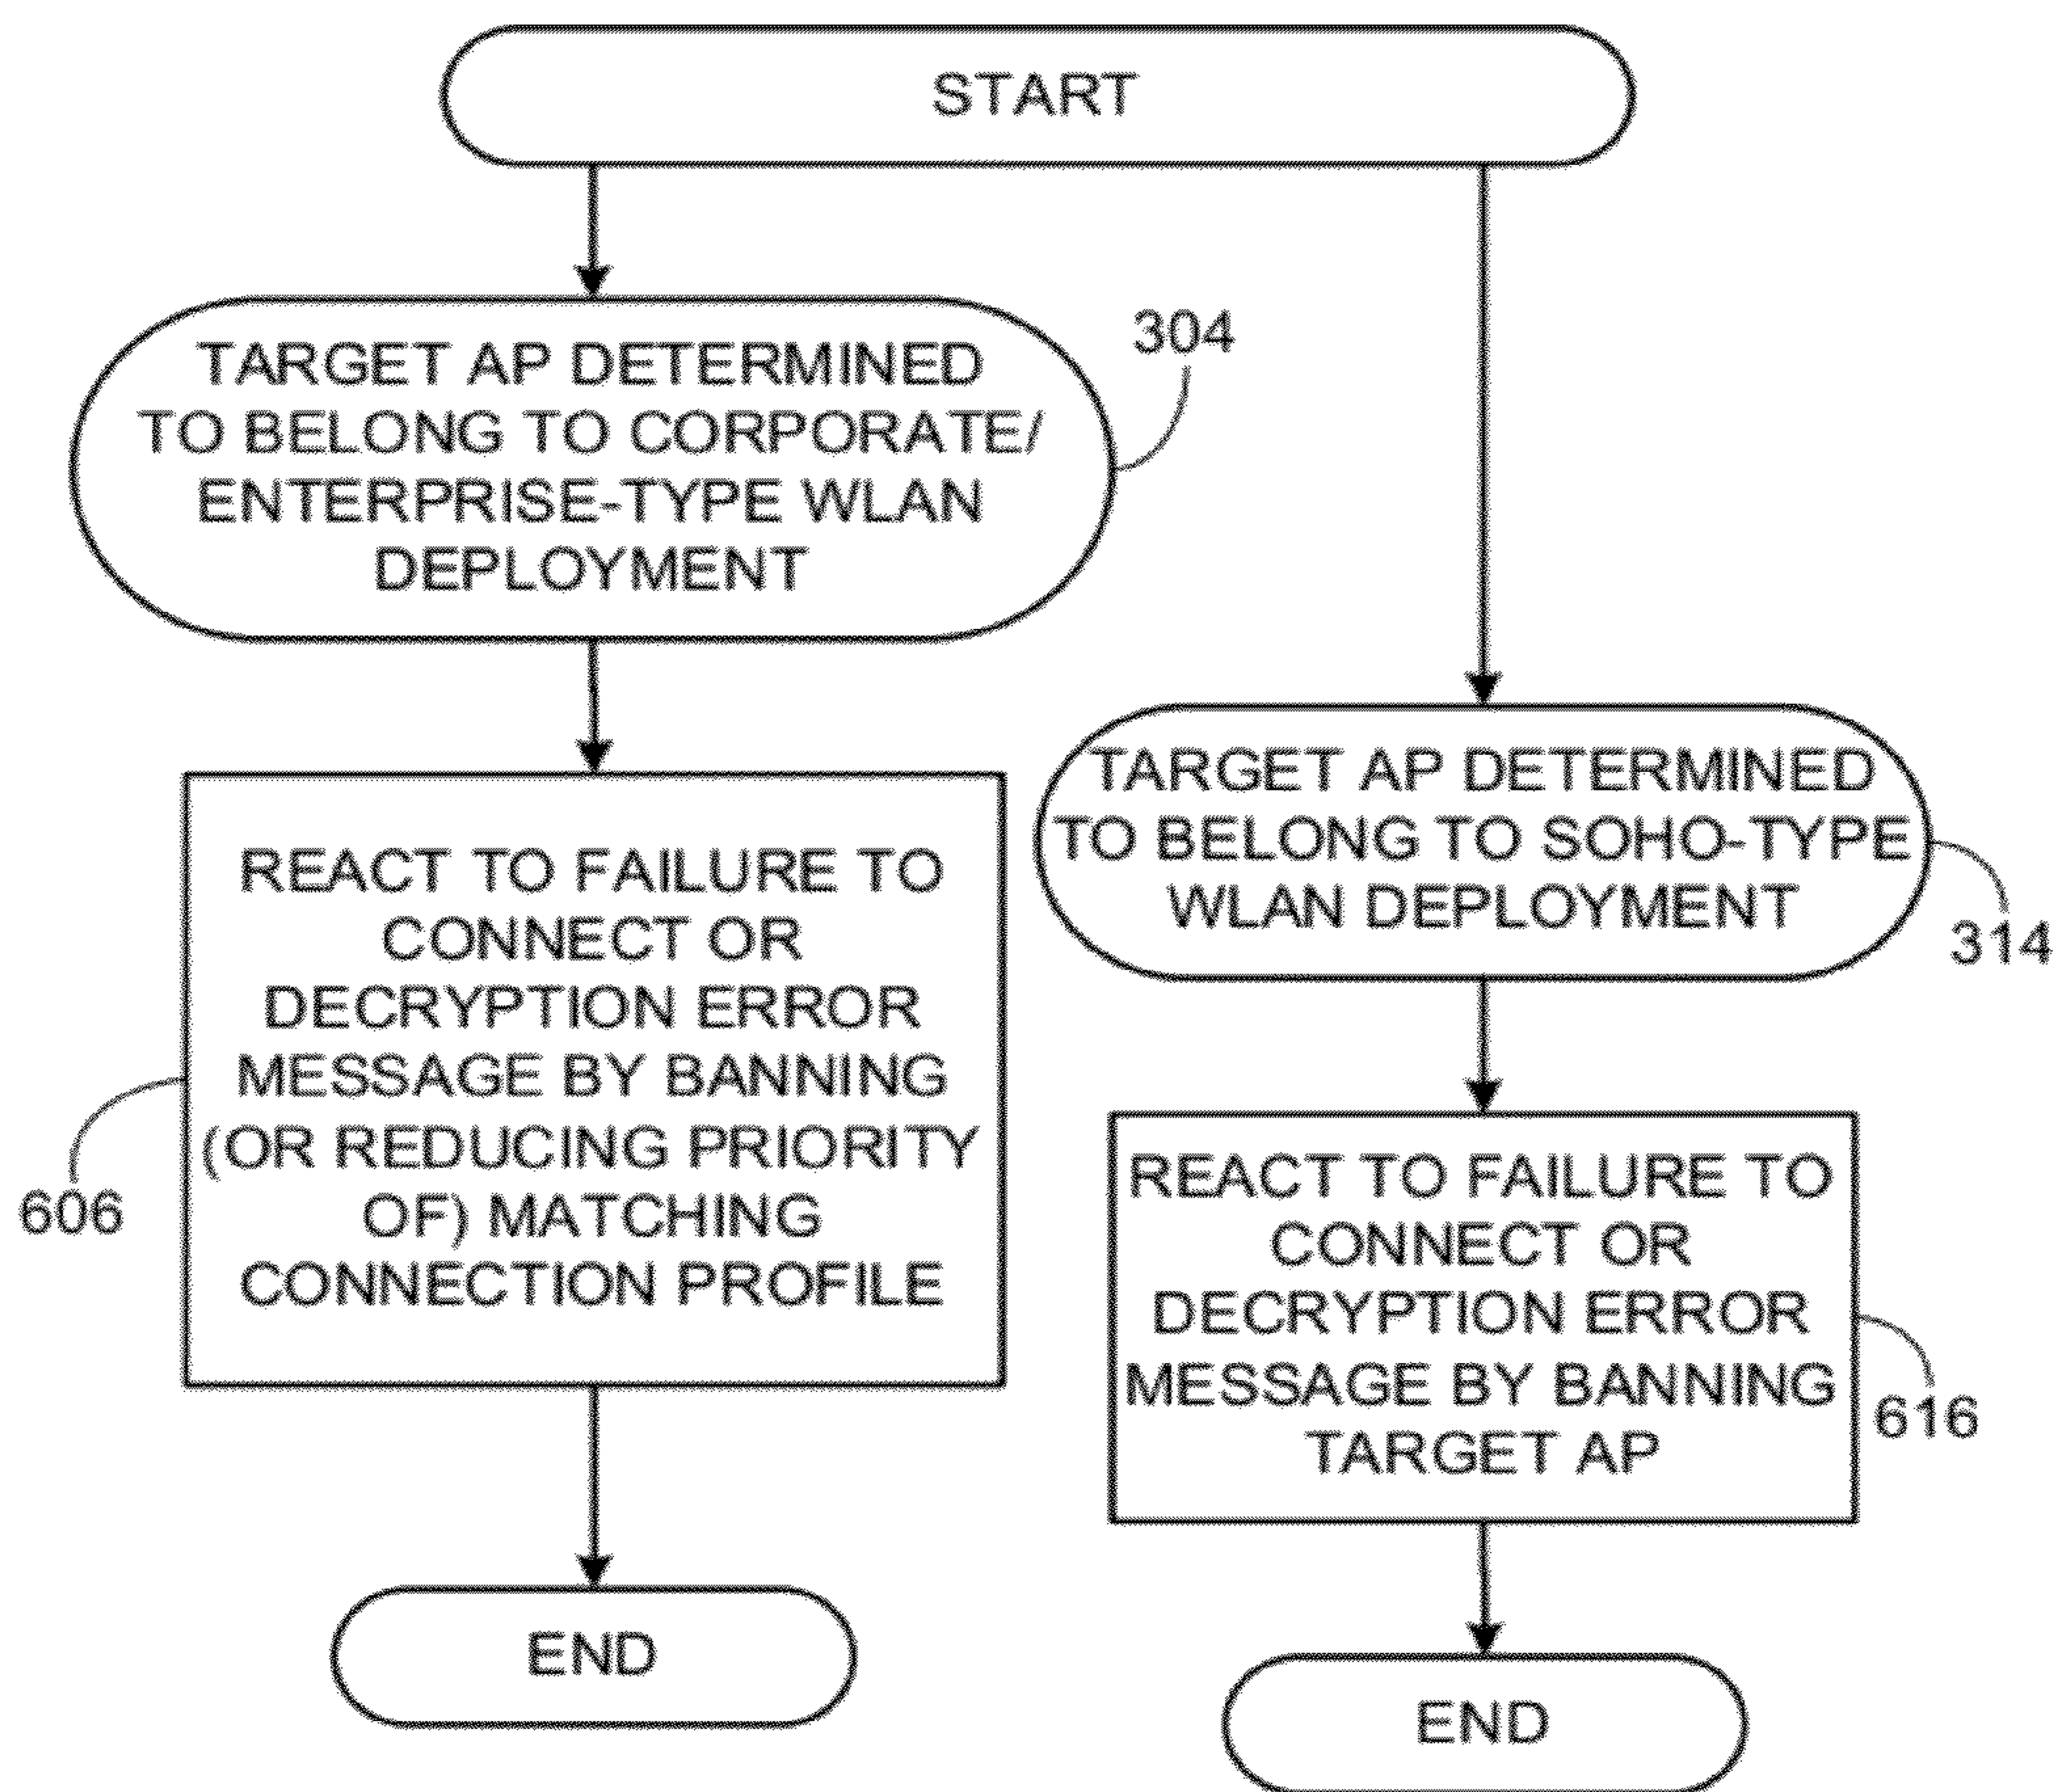 START
TARGET AP DETERMINED
TO BELONG TO CORPORATE/
ENTERPRISE-TYPE WLAN
DEPLOYMENT
304
REACT TO FAILURE TO
CONNECT OR
DECRYPTION ERROR
MESSAGE BY BANNING
(OR REDUCING PRIORITY
OF) MATCHING
CONNECTION PROFILE
606
END
TARGET AP DETERMINED
TO BELONG TO SOHO-TYPE
WLAN DEPLOYMENT
314
REACT TO FAILURE TO
CONNECT OR
DECRYPTION ERROR
MESSAGE BY BANNING
TARGET AP
616
END